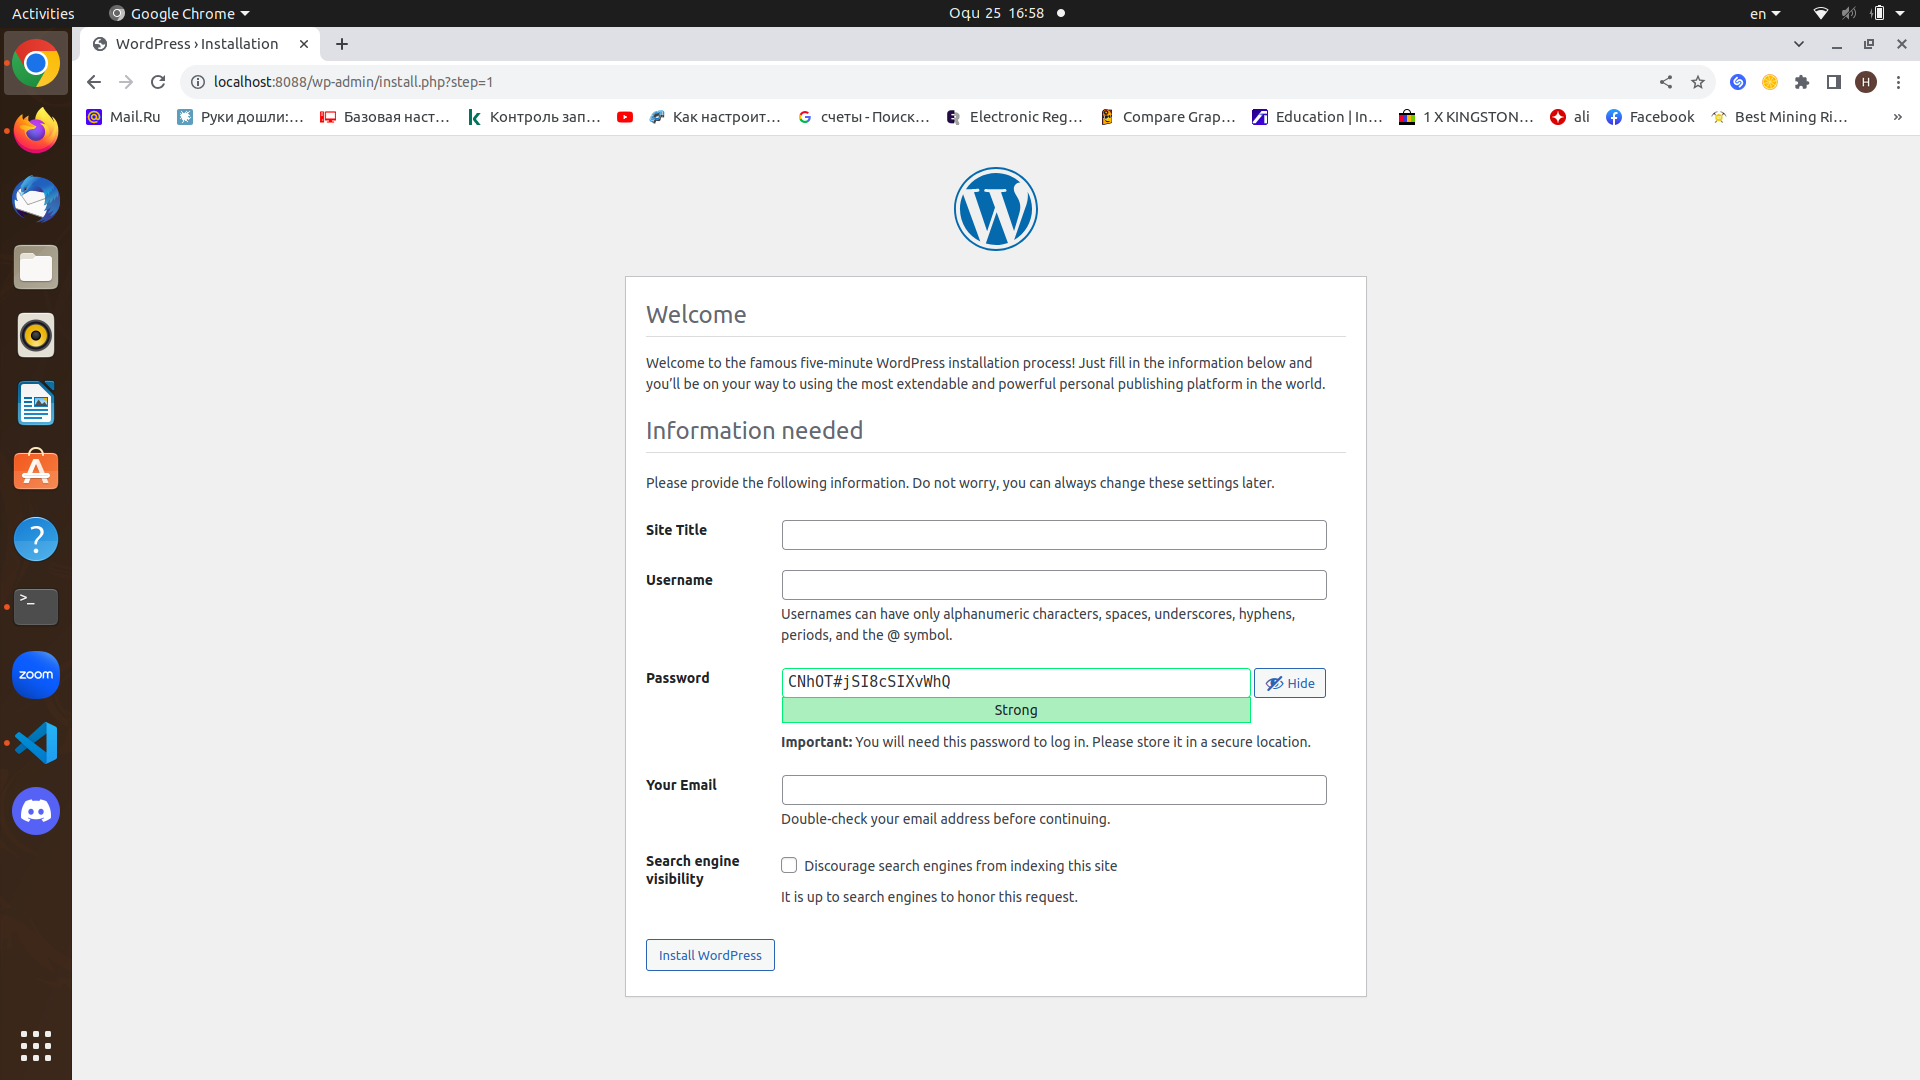 Activities
Google Chrome
Օգս 25 16:58
en
WordPress › Installation
localhost:8088/wp-admin/install.php?step=1
H
Mail.Ru
Руки дошли:...
Базовая наст...
Контроль зап...
Как настроит...
счеты - Поиск...
Electronic Reg...
Compare Grap...
Education | In...
1 X KINGSTON...
ali
Facebook
Best Mining Ri...
»
zoom
Welcome
Welcome to the famous five-minute WordPress installation process! Just fill in the information below and
you’ll be on your way to using the most extendable and powerful personal publishing platform in the world.
Information needed
Please provide the following information. Do not worry, you can always change these settings later.
Site Title
Username
Usernames can have only alphanumeric characters, spaces, underscores, hyphens,
periods, and the @ symbol.
Password
CNhOT#jSI8cSIXvWhQ
Hide
Strong
Important: You will need this password to log in. Please store it in a secure location.
Your Email
Double-check your email address before continuing.
Search engine
visibility
Discourage search engines from indexing this site
It is up to search engines to honor this request.
Install WordPress